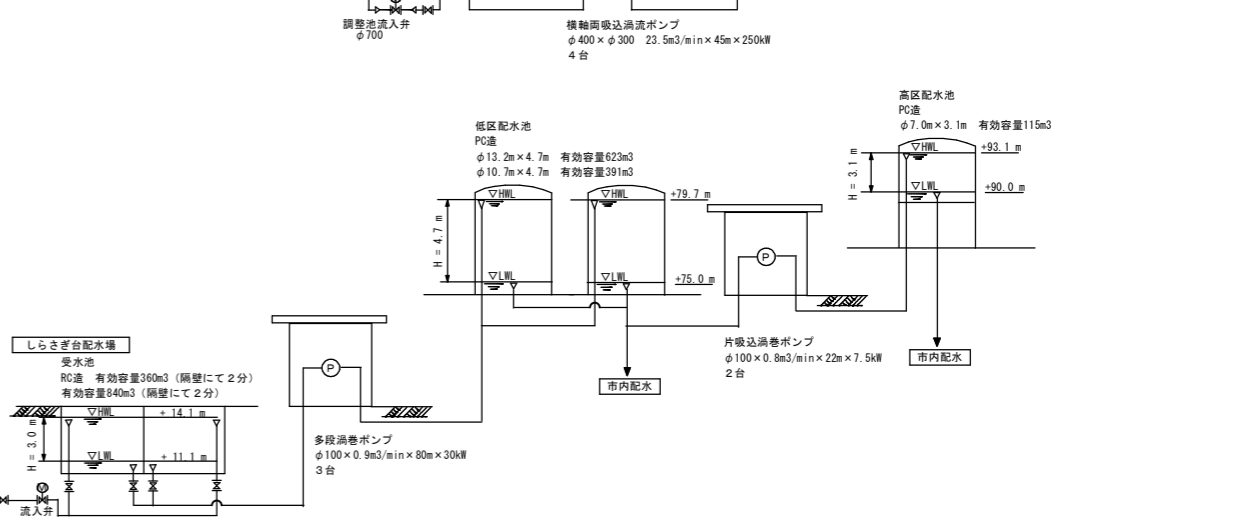 調整池流入弁
φ700
横軸両吸込渦流ポンプ
φ400×φ300　23.5m3/min×45m×250kW
４台
高区配水池
PC造
φ7.0m×3.1m　有効容量115m3
▽HWL
+93.1 m
H = 3.1 m
▽LWL
+90.0 m
市内配水
低区配水池
PC造
φ13.2m×4.7m　有効容量623m3
φ10.7m×4.7m　有効容量391m3
▽HWL
▽HWL
+79.7 m
H = 4.7 m
▽LWL
▽LWL
+75.0 m
P
片吸込渦巻ポンプ
φ100×0.8m3/min×22m×7.5kW
２台
市内配水
しらさぎ台配水場
受水池
RC造　有効容量360m3（隔壁にて２分）
有効容量840m3（隔壁にて２分）
▽HWL
+ 14.1 m
H = 3.0 m
▽LWL
+ 11.1 m
M
流入弁
P
多段渦巻ポンプ
φ100×0.9m3/min×80m×30kW
３台